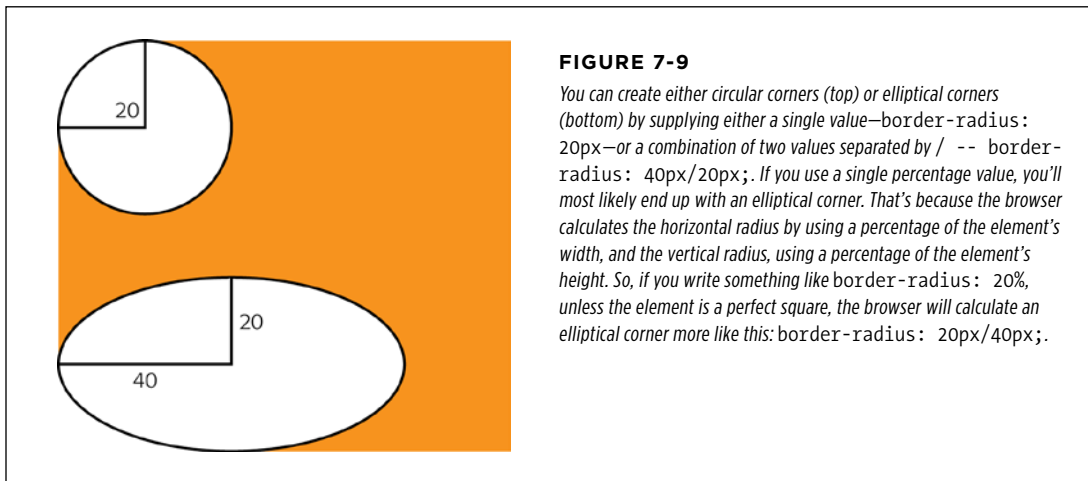 20
20
40
FIGURE 7-9
You can create either circular corners (top) or elliptical corners
(bottom) by supplying either a single value—border-radius:
20px—or a combination of two values separated by / -- border-
radius: 40px/20px;. If you use a single percentage value, you'll
most likely end up with an elliptical corner. That's because the browser
calculates the horizontal radius by using a percentage of the element's
width, and the vertical radius, using a percentage of the element's
height. So, if you write something like border-radius: 20%,
unless the element is a perfect square, the browser will calculate an
elliptical corner more like this: border-radius: 20px/40px;.